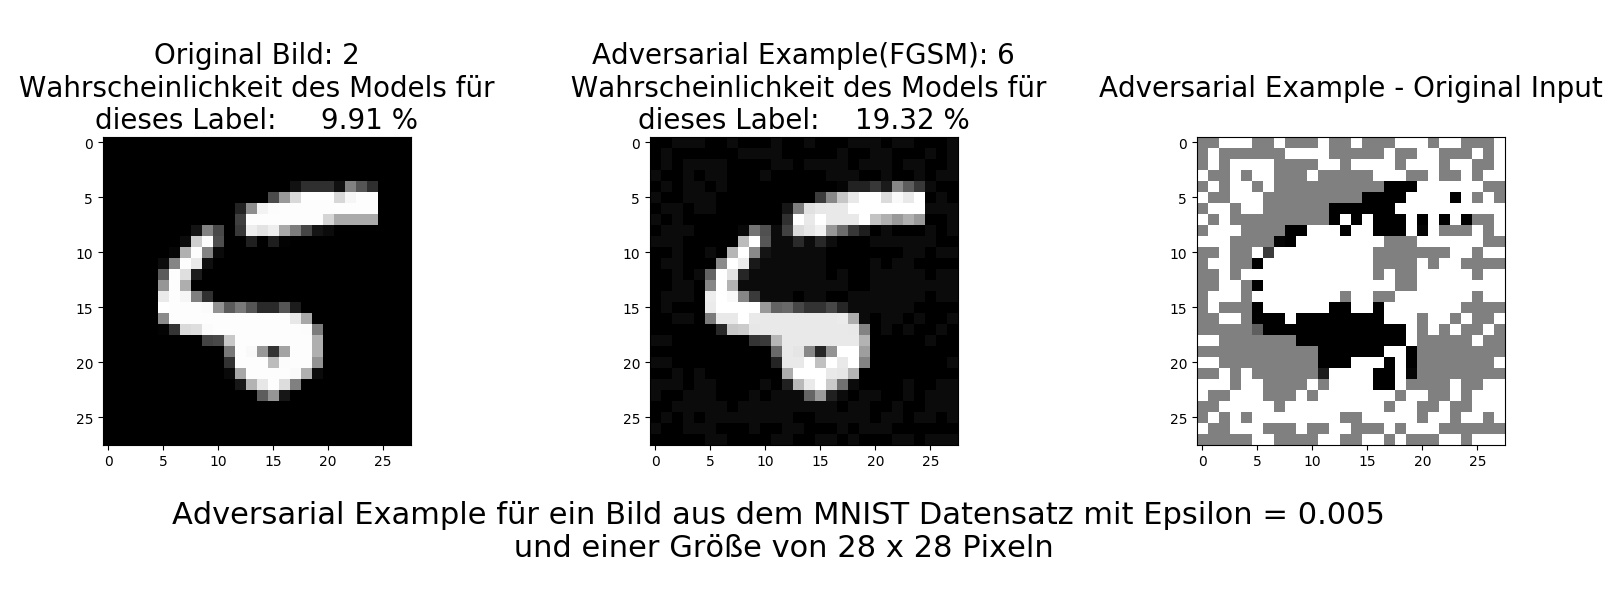 Original Bild: 2
Wahrscheinlichkeit des Models für
dieses Label: 9.91 %
0
5
10
15
20
25
0 5 10 15 20 25
Adversarial Example(FGSM): 6
Wahrscheinlichkeit des Models für
dieses Label: 19.32 %
0
5
10
15
20
25
0 5 10 15 20 25
Adversarial Example - Original Input
0
5
10
15
20
25
0 5 10 15 20 25
Adversarial Example für ein Bild aus dem MNIST Datensatz mit Epsilon = 0.005
und einer Größe von 28 x 28 Pixeln